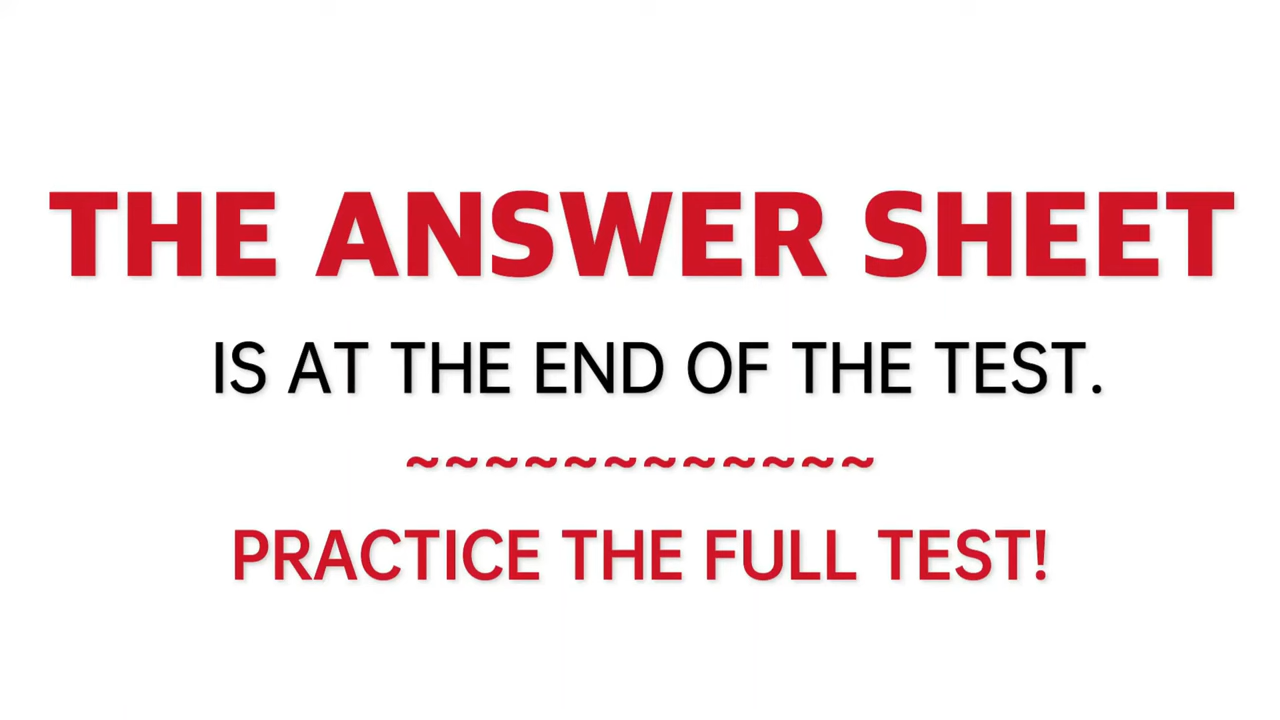 THE ANSWER SHEET
IS AT THE END OF THE TEST.
~~~~~~~~~~~~
PRACTICE THE FULL TEST!